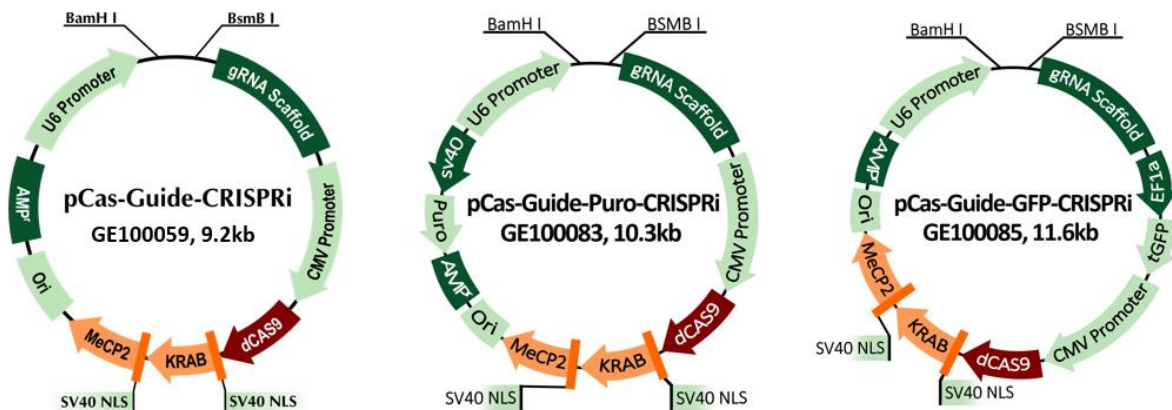 BamH I
BsmB I
U6 Promoter
gRNA Scaffold
CMV Promoter
dCAS9
KRAB
MeCP2
Ori
AMPʳ
pCas-Guide-CRISPRi
GE100059, 9.2kb
SV40 NLS
SV40 NLS
BamH I
BSMB I
U6 Promoter
gRNA Scaffold
CMV Promoter
dCAS9
KRAB
MeCP2
Ori
AMPʳ
Puro
sv40
pCas-Guide-Puro-CRISPRi
GE100083, 10.3kb
SV40 NLS
SV40 NLS
BamH I
BSMB I
U6 Promoter
gRNA Scaffold
EF1a
tGFP
CMV Promoter
dCAS9
KRAB
MeCP2
Ori
AMPʳ
pCas-Guide-GFP-CRISPRi
GE100085, 11.6kb
SV40 NLS
SV40 NLS